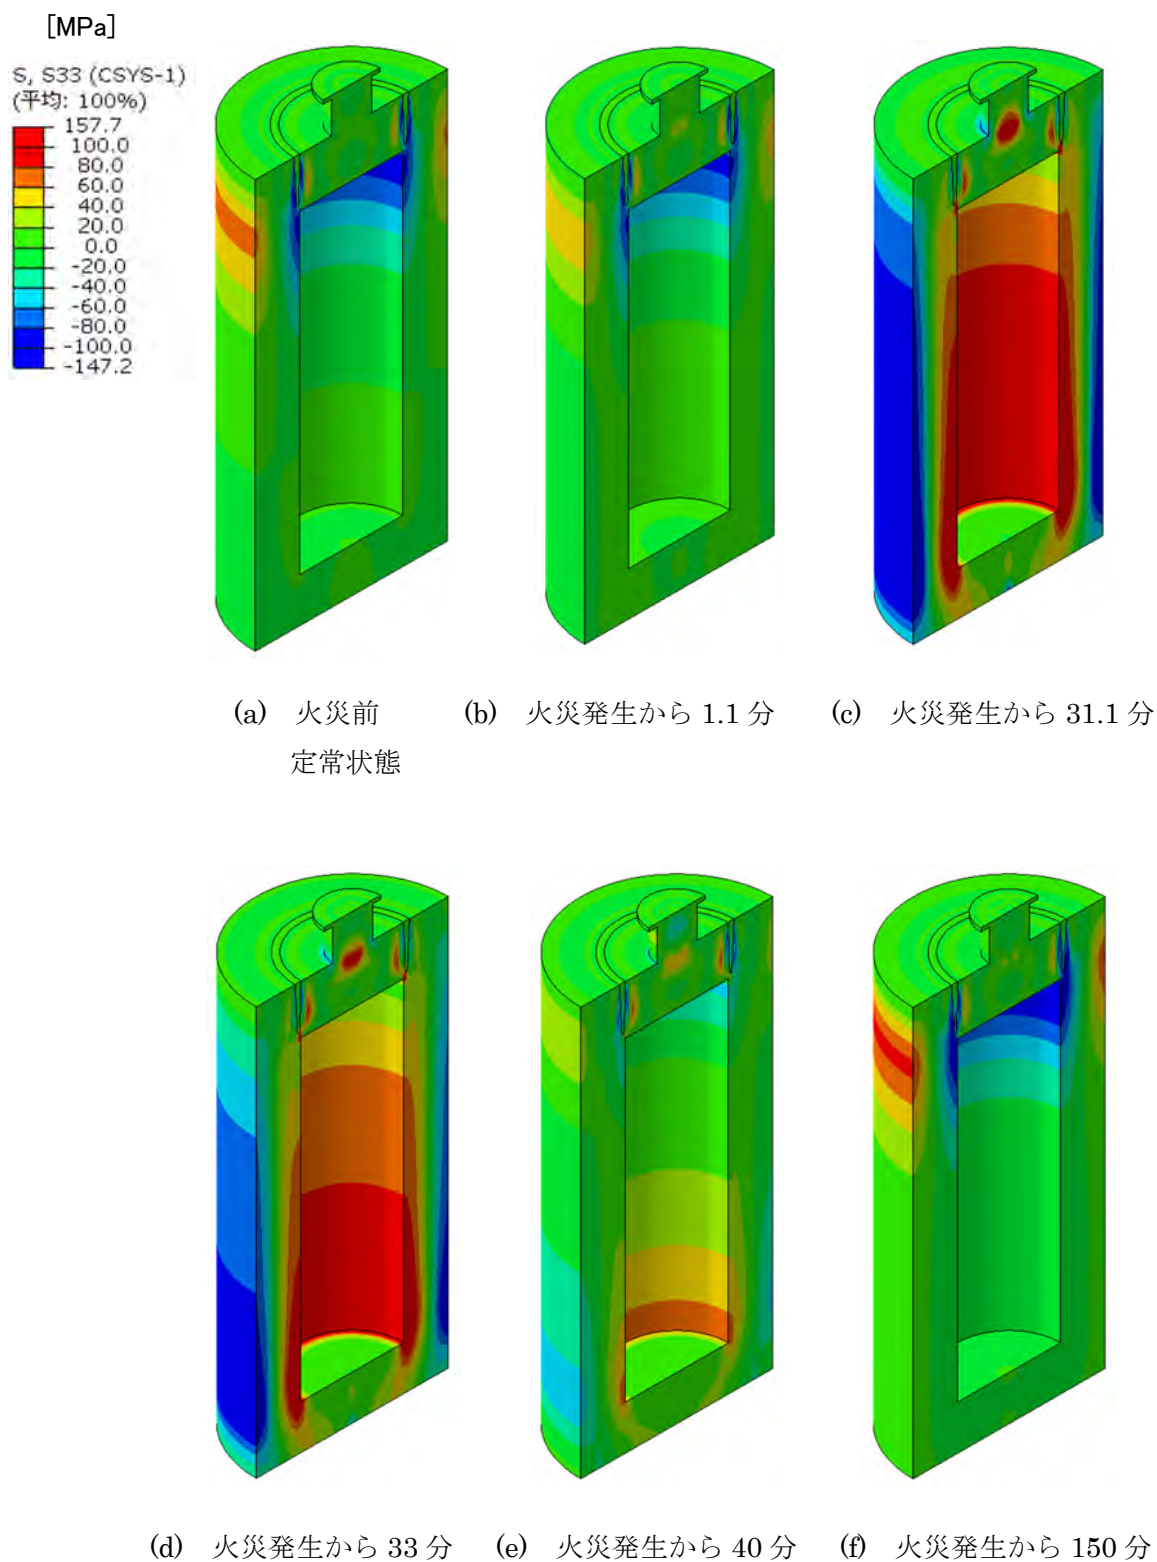 [MPa]
S, S33 (CSYS-1)
(平均: 100%)
157.7
100.0
80.0
60.0
40.0
20.0
0.0
-20.0
-40.0
-60.0
-80.0
-100.0
-147.2
(a) 火災前
定常状態
(b) 火災発生から 1.1 分
(c) 火災発生から 31.1 分
(d) 火災発生から 33 分
(e) 火災発生から 40 分
(f) 火災発生から 150 分